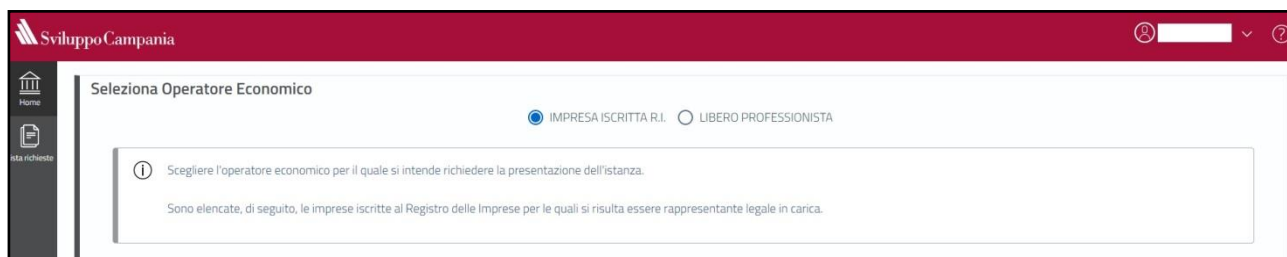 Sviluppo Campania
Home
Seleziona Operatore Economico
IMPRESA ISCRITTA R.I. LIBERO PROFESSIONISTA
ista richieste
Scegliere l'operatore economico per il quale si intende richiedere la presentazione dell'istanza.
Sono elencate, di seguito, le imprese iscritte al Registro delle Imprese per le quali si risulta essere rappresentante legale in carica.